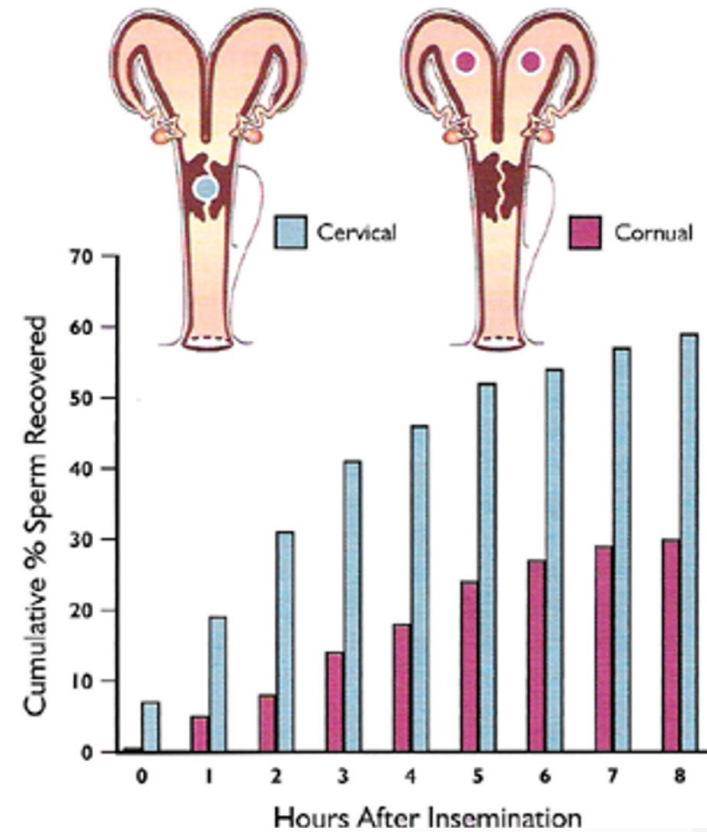 Cervical
Cornual
Cumulative % Sperm Recovered
70
60
50
40
30
20
10
0
0 1 2 3 4 5 6 7 8
Hours After Insemination